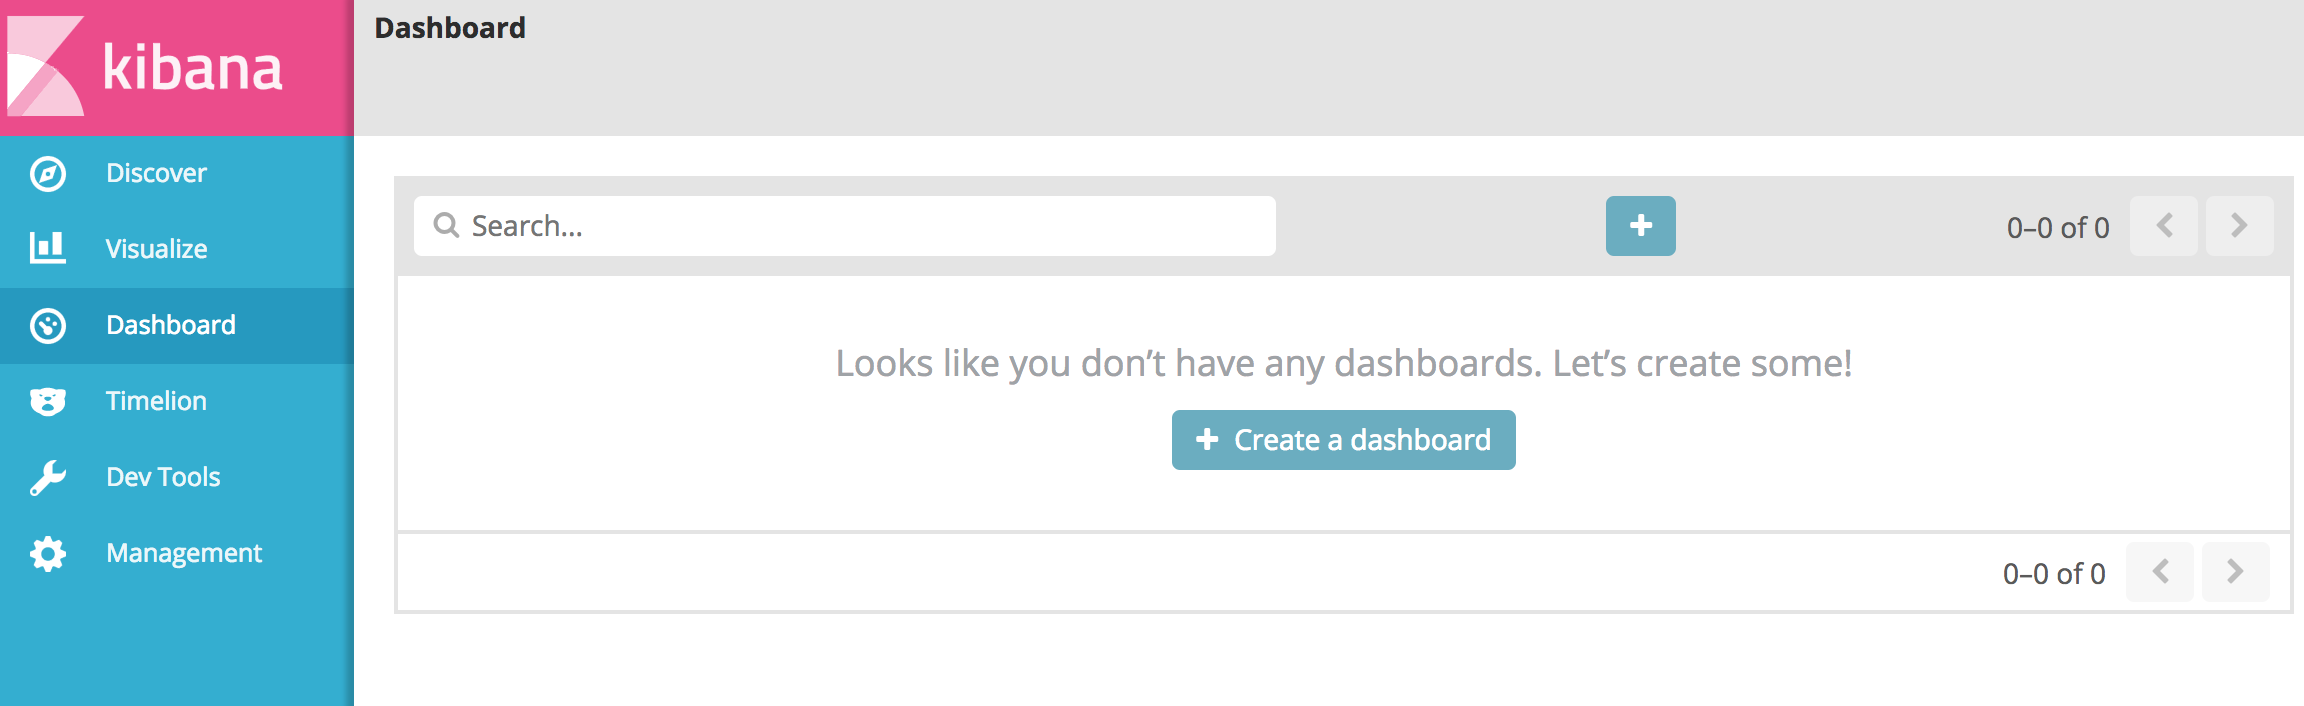 kibana
Discover
Visualize
Dashboard
Timelion
Dev Tools
Management
Dashboard
Search...
0–0 of 0
Looks like you don’t have any dashboards. Let’s create some!
Create a dashboard
0–0 of 0